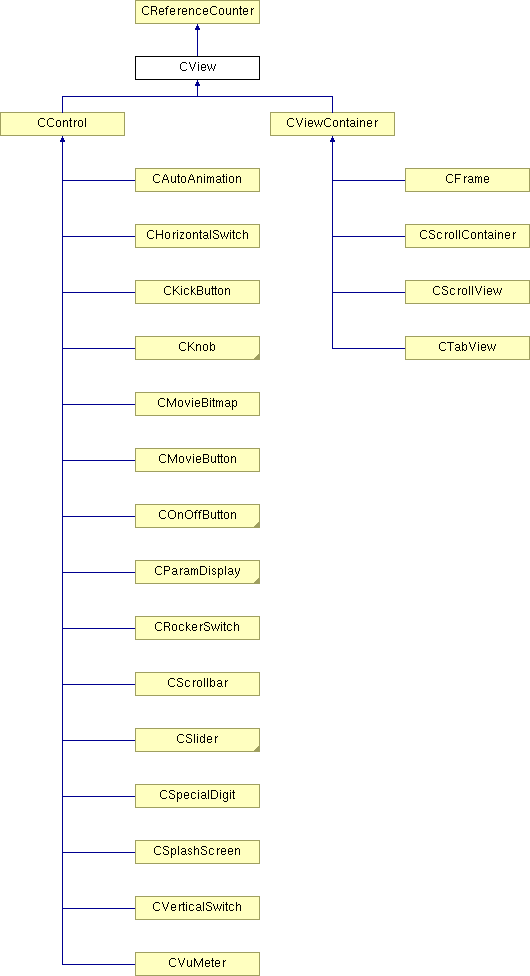 CReferenceCounter
CView
CControl
CViewContainer
CAutoAnimation
CFrame
CHorizontalSwitch
CScrollContainer
CKickButton
CScrollView
CKnob
CTabView
CMovieBitmap
CMovieButton
COnOffButton
CParamDisplay
CRockerSwitch
CScrollbar
CSlider
CSpecialDigit
CSplashScreen
CVerticalSwitch
CVuMeter